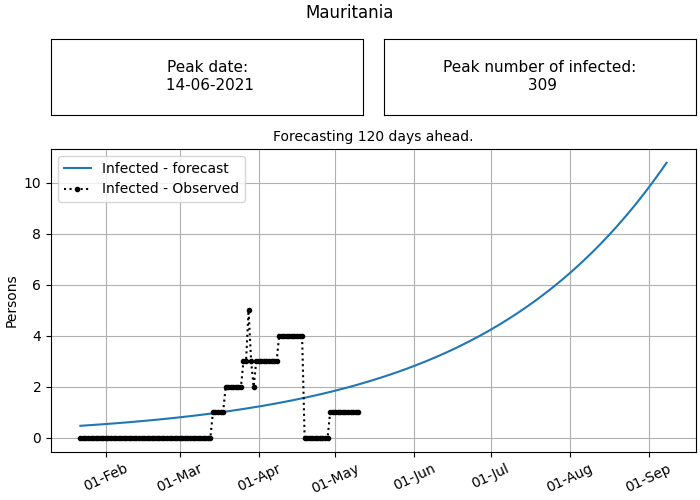 Mauritania
Peak date:
14-06-2021
Peak number of infected:
309
Forecasting 120 days ahead.
Infected - forecast
Infected - Observed
Persons
10
8
6
4
2
0
01-Feb
01-Mar
01-Apr
01-May
01-Jun
01-Jul
01-Aug
01-Sep